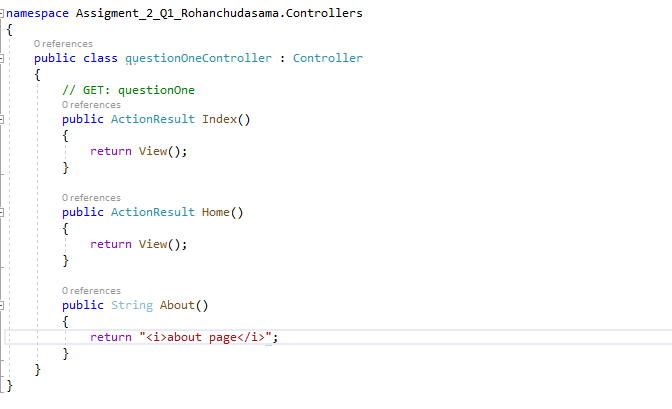 namespace Assigment_2_Q1_Rohanchudasama.Controllers
{
0 references
public class questionOneController : Controller
{
// GET: questionOne
0 references
public ActionResult Index()
{
return View();
}
0 references
public ActionResult Home()
{
return View();
}
0 references
public String About()
{
return "<i>about page</i>";
}
}
}